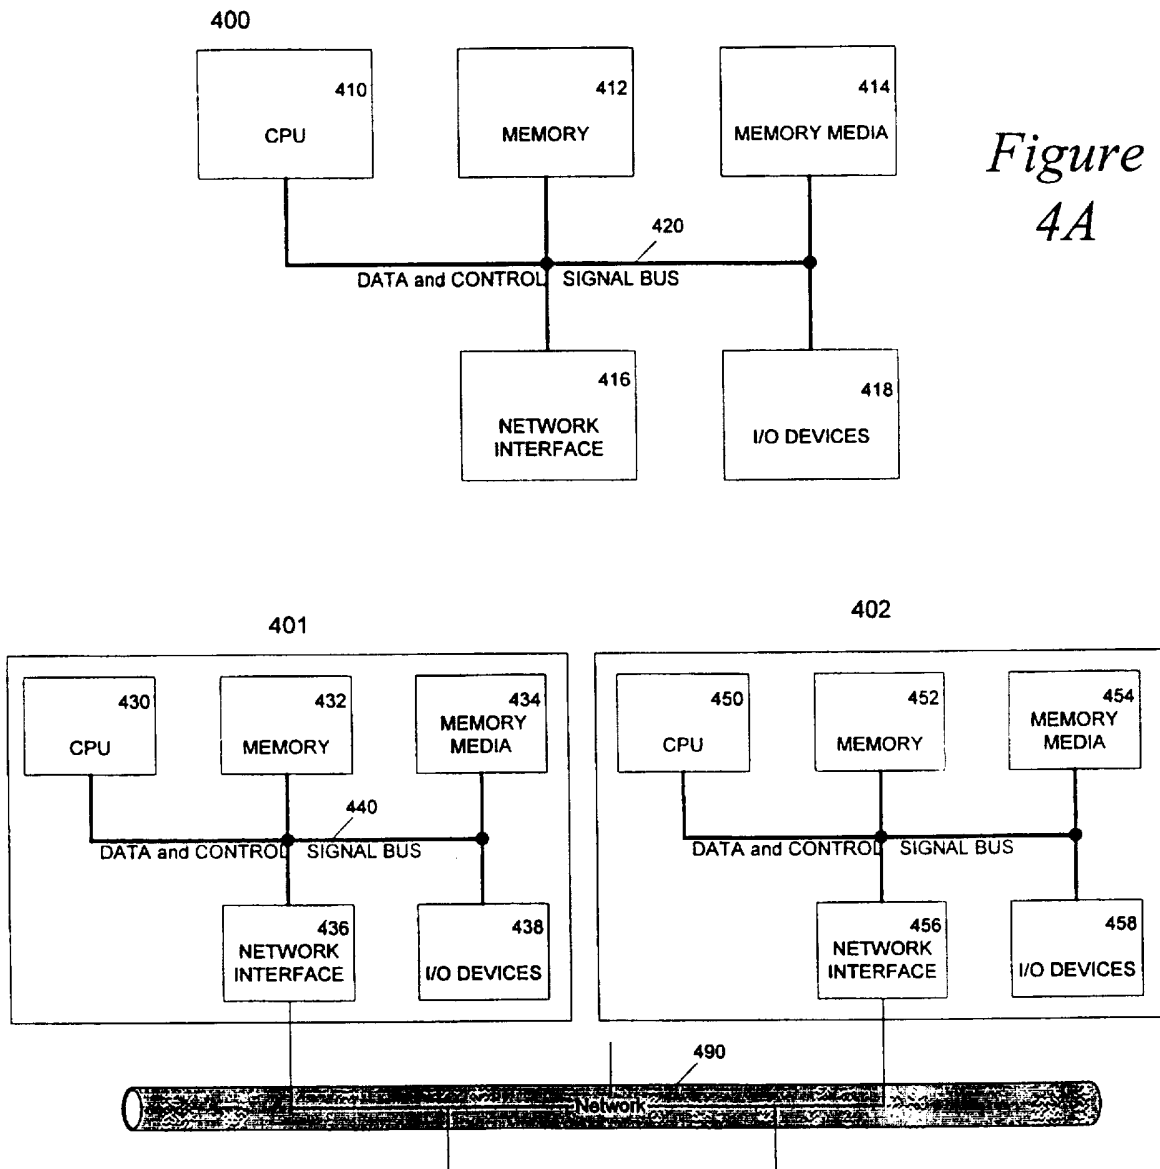 400
410
CPU
412
MEMORY
414
MEMORY MEDIA
Figure
4A
420
DATA and CONTROL SIGNAL BUS
416
NETWORK
INTERFACE
418
I/O DEVICES
401
402
430
CPU
432
MEMORY
434
MEMORY
MEDIA
440
DATA and CONTROL SIGNAL BUS
436
NETWORK
INTERFACE
438
I/O DEVICES
450
CPU
452
MEMORY
454
MEMORY
MEDIA
DATA and CONTROL SIGNAL BUS
456
NETWORK
INTERFACE
458
I/O DEVICES
490
Network